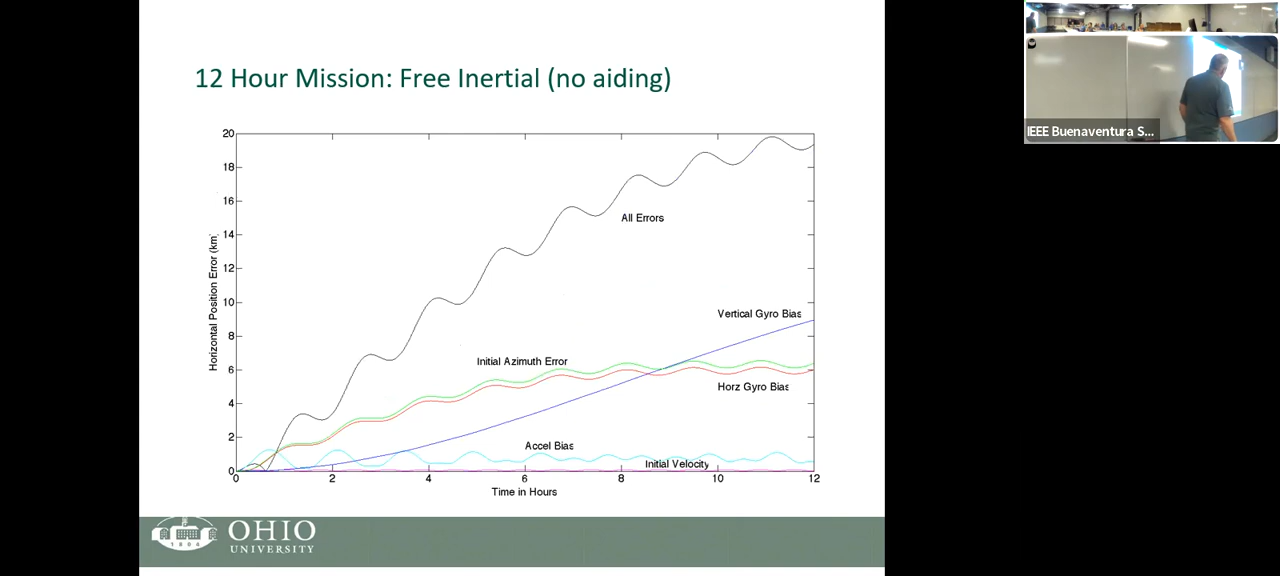 12 Hour Mission: Free Inertial (no aiding)
20
18
16
14
12
10
8
6
4
2
0
Horizontal Position Error (km)
All Errors
Vertical Gyro Bias
Initial Azimuth Error
Horz Gyro Bias
Accel Bias
Initial Velocity
0 2 4 6 8 10 12
Time in Hours
1804
OHIO
UNIVERSITY
IEEE Buenaventura S...